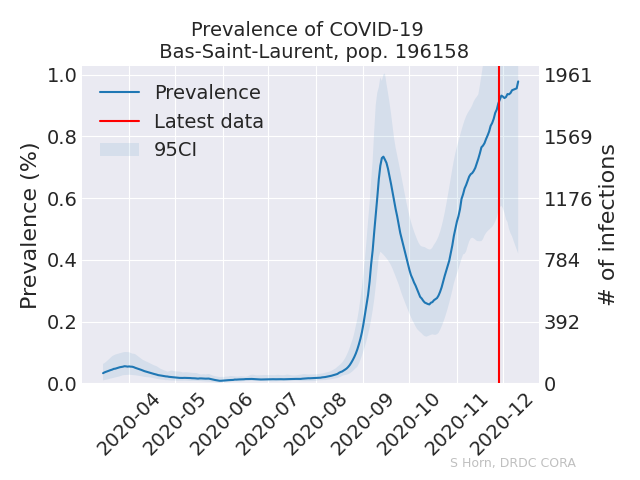 Prevalence of COVID-19
Bas-Saint-Laurent, pop. 196158
Prevalence (%)
1.0
0.8
0.6
0.4
0.2
0.0
Prevalence
Latest data
95CI
1961
1569
1176
784
392
0
# of infections
2020-04
2020-05
2020-06
2020-07
2020-08
2020-09
2020-10
2020-11
2020-12
S Horn, DRDC CORA